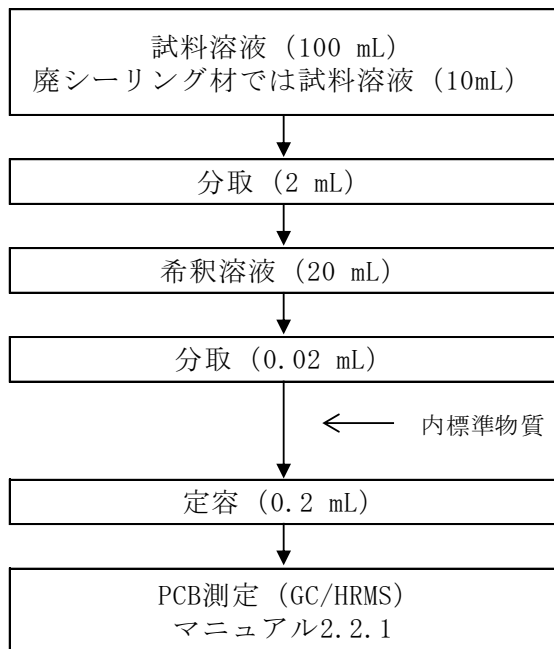 試料溶液 (100 mL)
廃シーリング材では試料溶液 (10mL)
分取 (2 mL)
希釈溶液 (20 mL)
分取 (0.02 mL)
内標準物質
定容 (0.2 mL)
PCB測定 (GC/HRMS)
マニュアル2.2.1